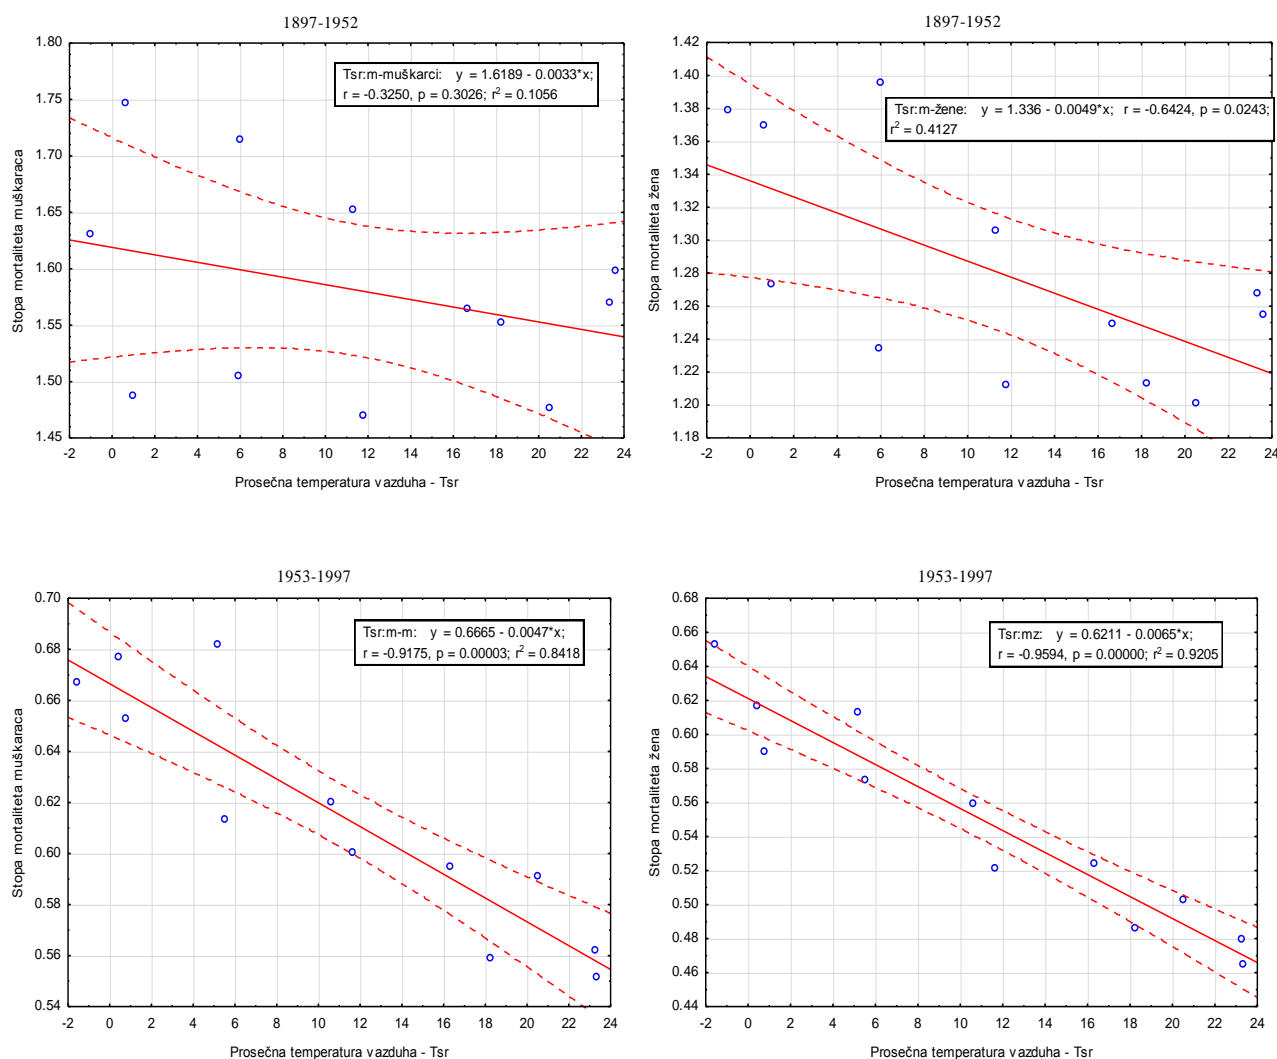 1897-1952
1.80
1.75
1.70
1.65
1.60
1.55
1.50
1.45
Stopa mortaliteta muškaraca
Tsr:m-muškarci: y = 1.6189 - 0.0033*x;
r = -0.3250, p = 0.3026; r² = 0.1056
-2 0 2 4 6 8 10 12 14 16 18 20 22 24
Prosečna temperatura vazduha - Tsr
1897-1952
1.42
1.40
1.38
1.36
1.34
1.32
1.30
1.28
1.26
1.24
1.22
1.20
1.18
Stopa mortaliteta žena
Tsr:m-žene: y = 1.336 - 0.0049*x; r = -0.6424, p = 0.0243;
r² = 0.4127
-2 0 2 4 6 8 10 12 14 16 18 20 22 24
Prosečna temperatura vazduha - Tsr
1953-1997
0.70
0.68
0.66
0.64
0.62
0.60
0.58
0.56
0.54
Stopa mortaliteta muškaraca
Tsr:m-m: y = 0.6665 - 0.0047*x;
r = -0.9175, p = 0.00003; r² = 0.8418
-2 0 2 4 6 8 10 12 14 16 18 20 22 24
Prosečna temperatura vazduha - Tsr
1953-1997
0.68
0.66
0.64
0.62
0.60
0.58
0.56
0.54
0.52
0.50
0.48
0.46
0.44
Stopa mortaliteta žena
Tsr:mz: y = 0.6211 - 0.0065*x;
r = -0.9594, p = 0.00000; r² = 0.9205
-2 0 2 4 6 8 10 12 14 16 18 20 22 24
Prosečna temperatura vazduha - Tsr